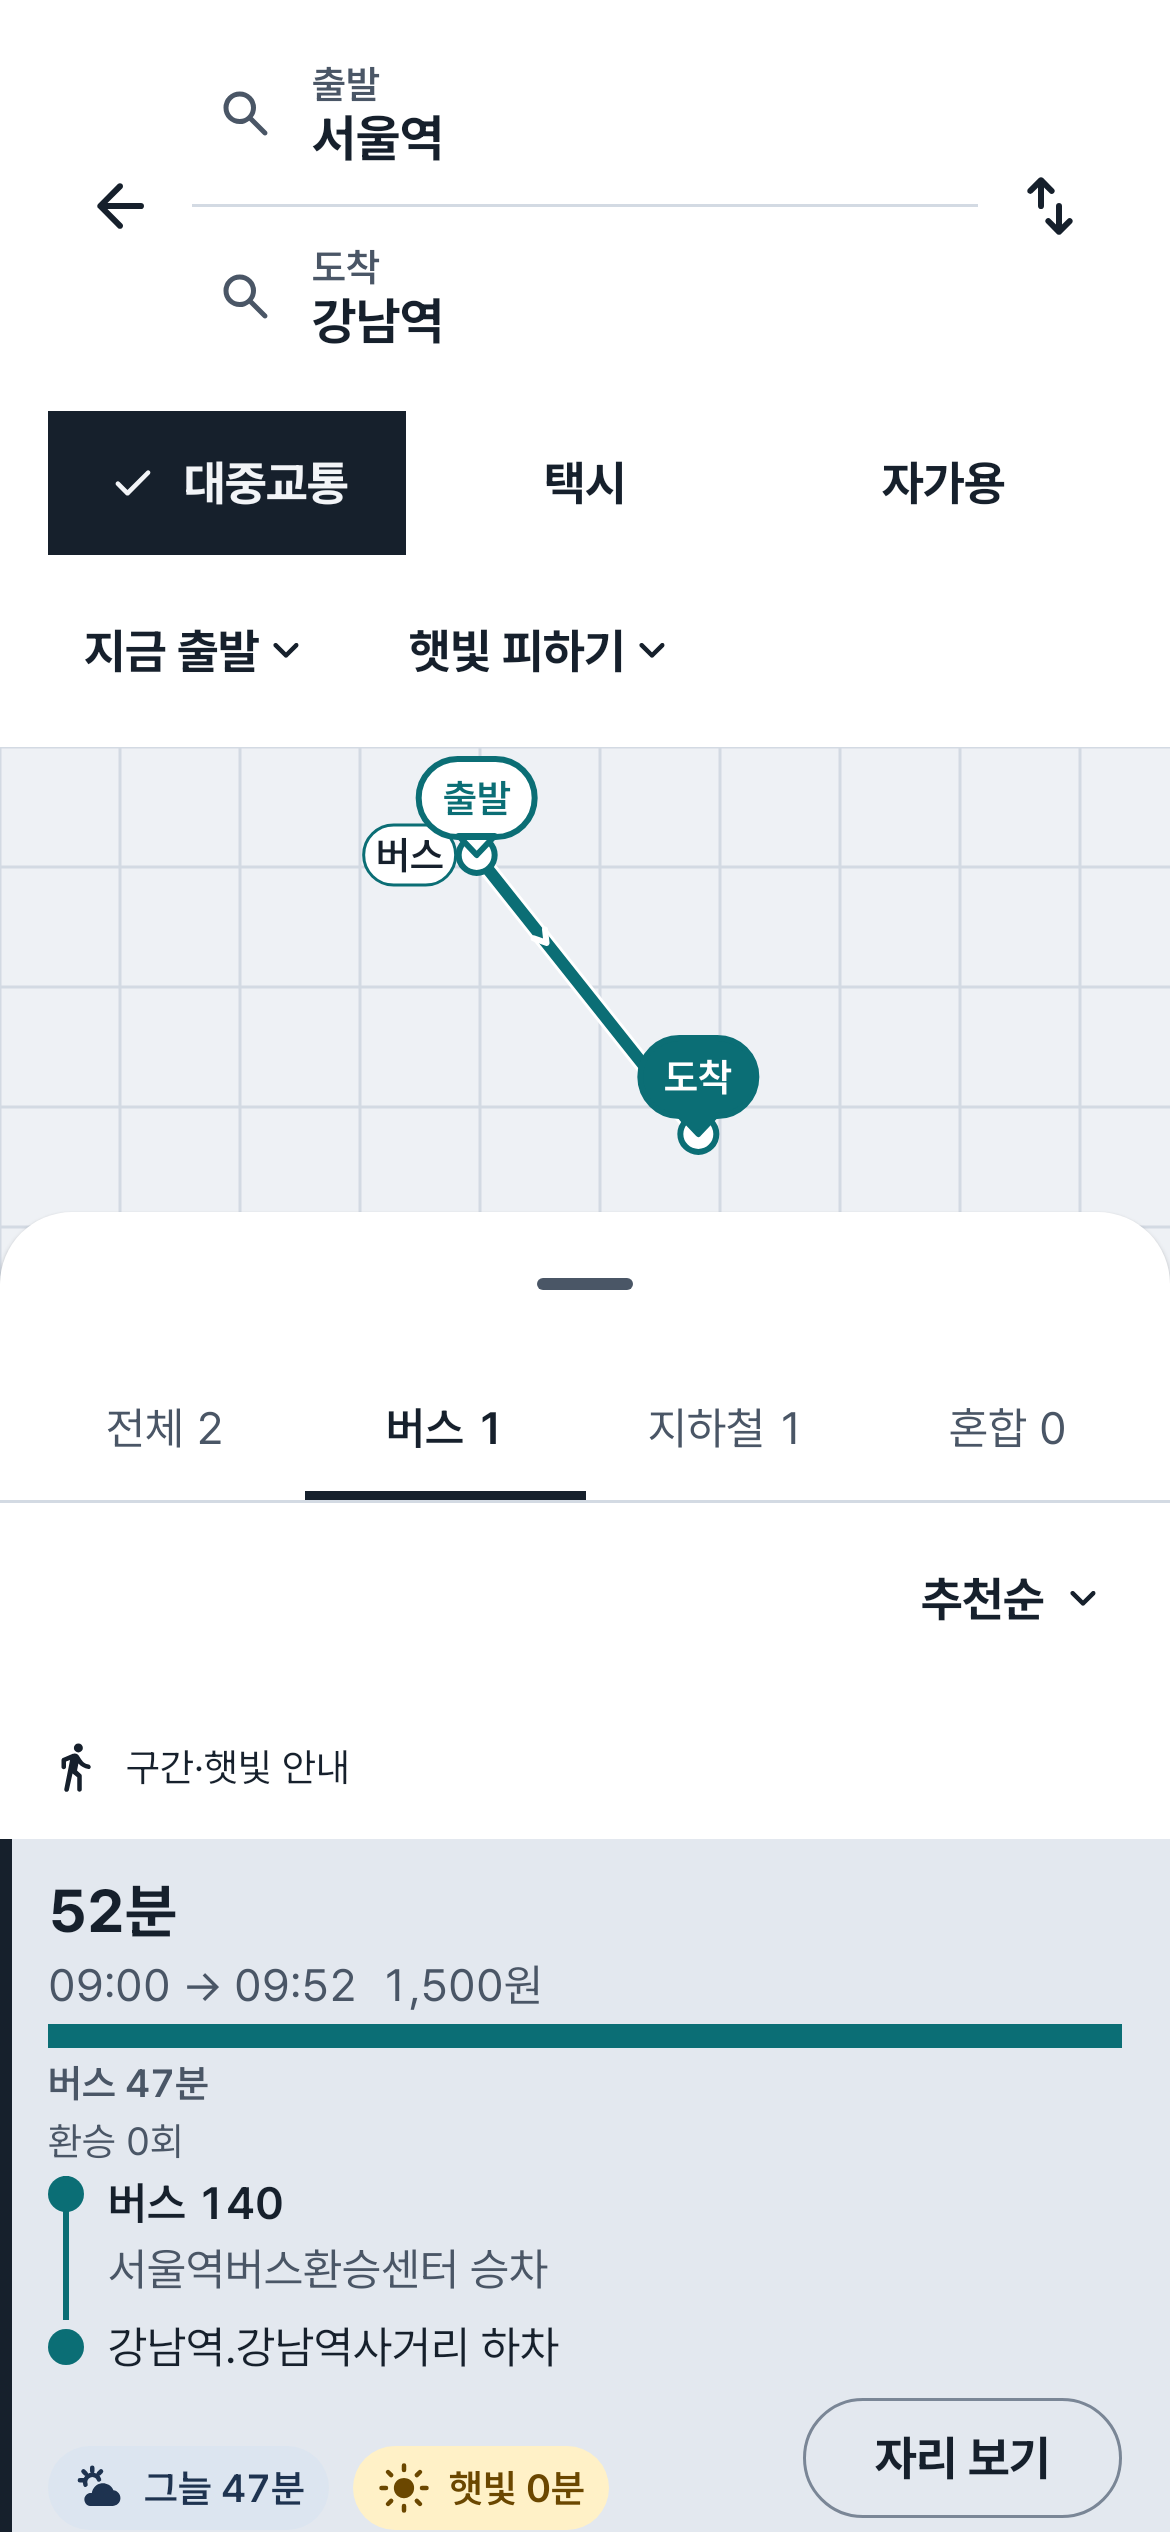 출발
서울역
도착
강남역
대중교통 택시 자가용
지금 출발 햇빛 피하기
출발
버스
도착
전체 2 버스 1 지하철 1 혼합 0
추천순
구간·햇빛 안내
52분
09:00 → 09:52 1,500원
버스 47분
환승 0회
버스 140
서울역버스환승센터 승차
강남역.강남역사거리 하차
자리 보기
그늘 47분 햇빛 0분